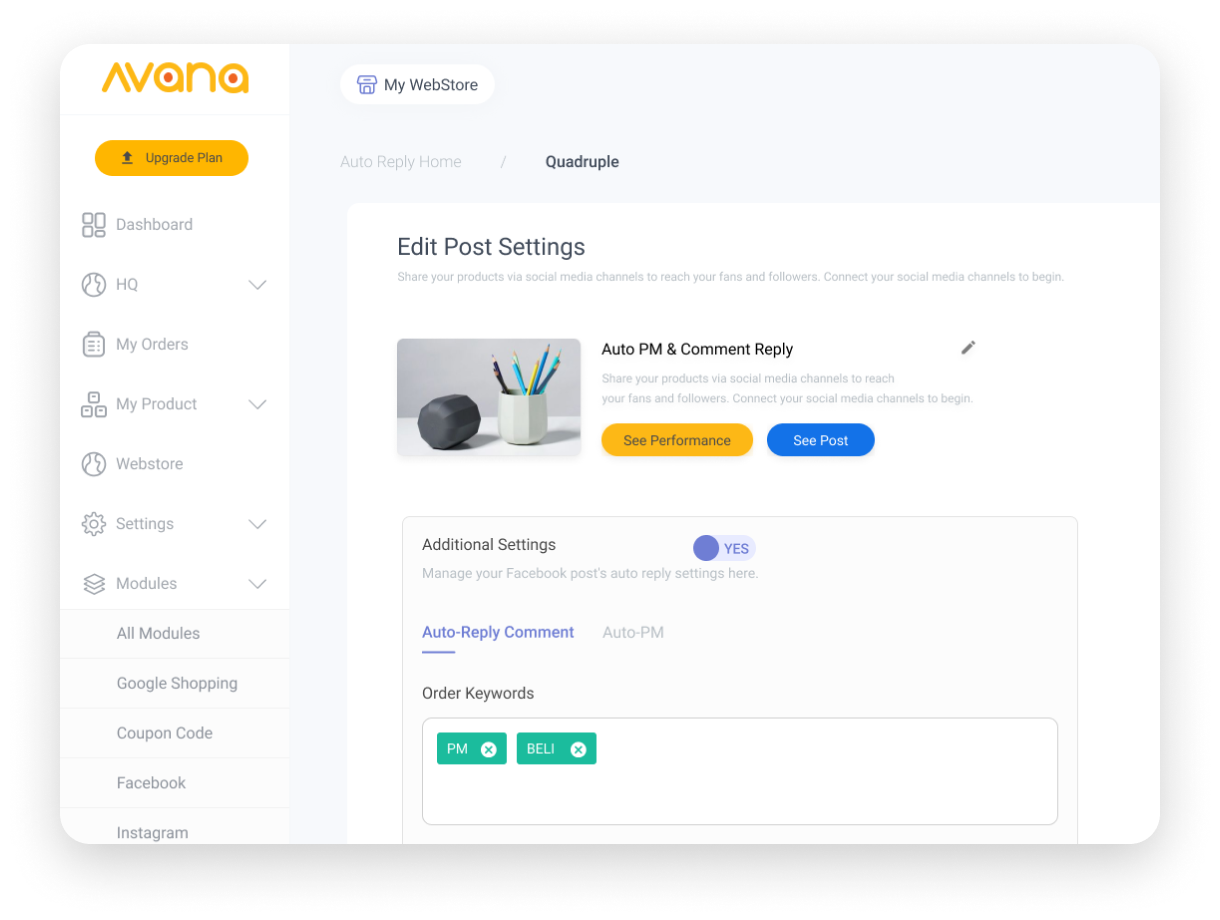 AVANA
My WebStore
Upgrade Plan
Auto Reply Home / Quadruple
Dashboard
HQ
My Orders
My Product
Webstore
Settings
Modules
All Modules
Google Shopping
Coupon Code
Facebook
Instagram
Edit Post Settings
Share your products via social media channels to reach your fans and followers. Connect your social media channels to begin.
Auto PM & Comment Reply
Share your products via social media channels to reach
your fans and followers. Connect your social media channels to begin.
See Performance
See Post
Additional Settings
YES
Manage your Facebook post's auto reply settings here.
Auto-Reply Comment
Auto-PM
Order Keywords
PM
BELI